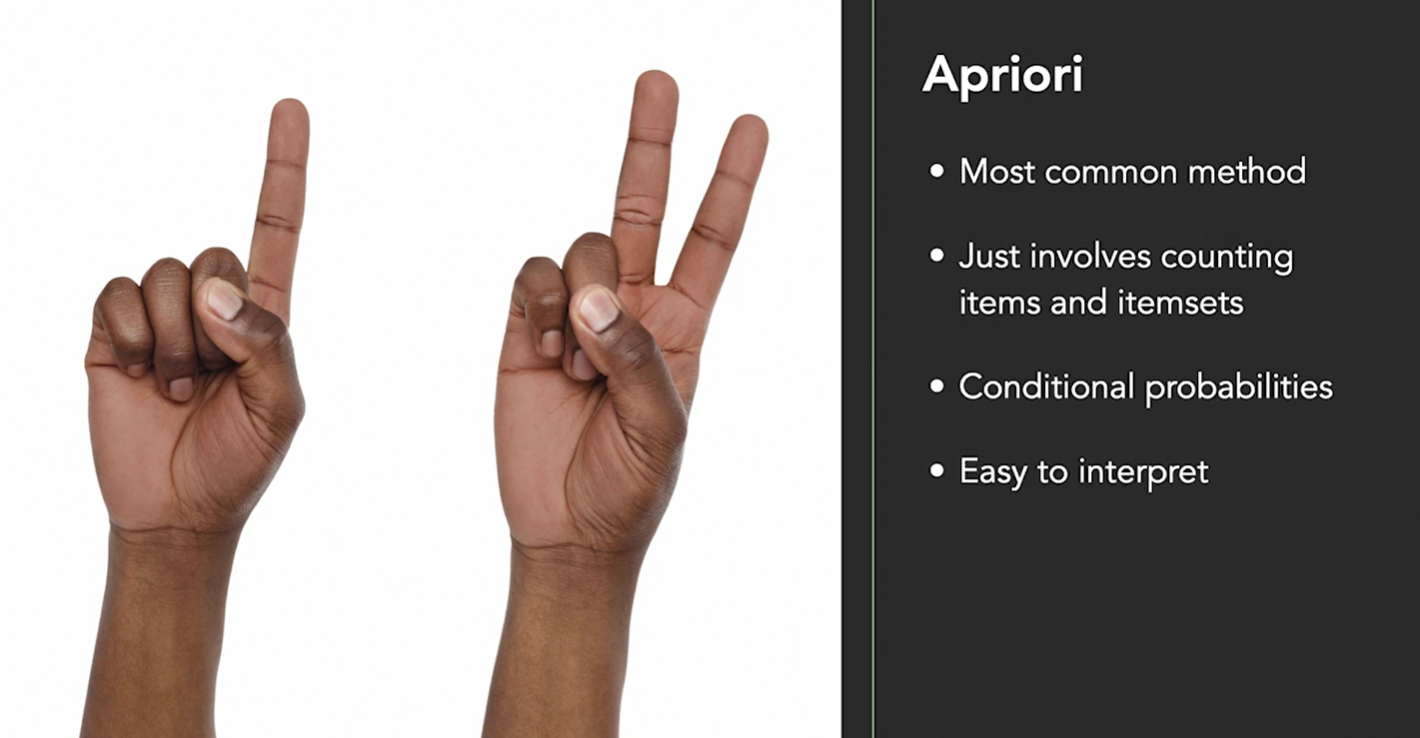 Apriori
• Most common method
• Just involves counting
items and itemsets
• Conditional probabilities
• Easy to interpret